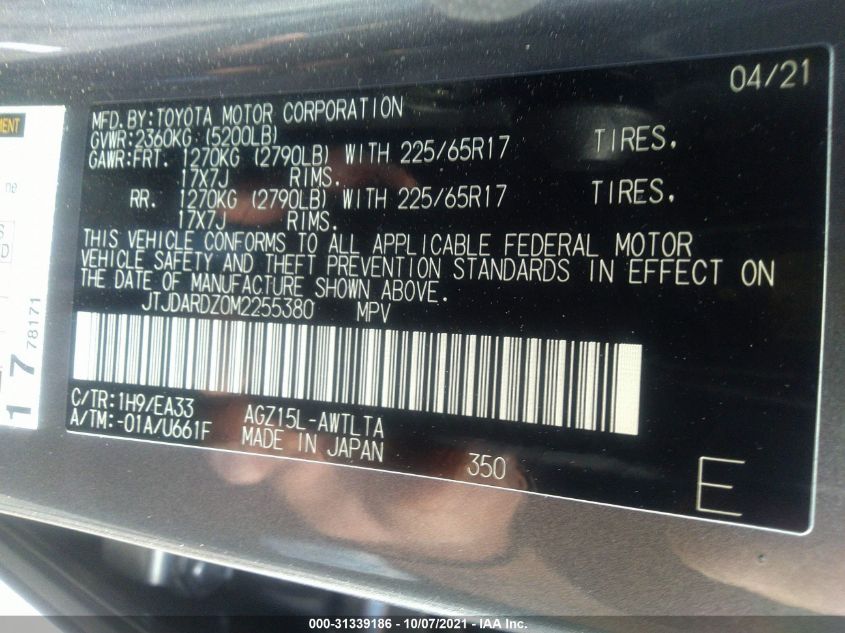 04/21
MFD. BY:TOYOTA MOTOR CORPORATION
GVWR:2360KG (5200LB)
GAWR:FRT. 1270KG (2790LB) WITH 225/65R17 TIRES.
17X7J RIMS.
RR. 1270KG (2790LB) WITH 225/65R17 TIRES.
17X7J RIMS.
THIS VEHICLE CONFORMS TO ALL APPLICABLE FEDERAL MOTOR
VEHICLE SAFETY AND THEFT PREVENTION STANDARDS IN EFFECT ON
THE DATE OF MANUFACTURE SHOWN ABOVE.
JTJDARDZ0M2255380 MPV
C/TR:1H9/EA33 AGZ15L-AWTLTA
A/TM:-01A/U661F MADE IN JAPAN
350
E
ne
17
78171
000-31339186 - 10/07/2021 - IAA, Inc.